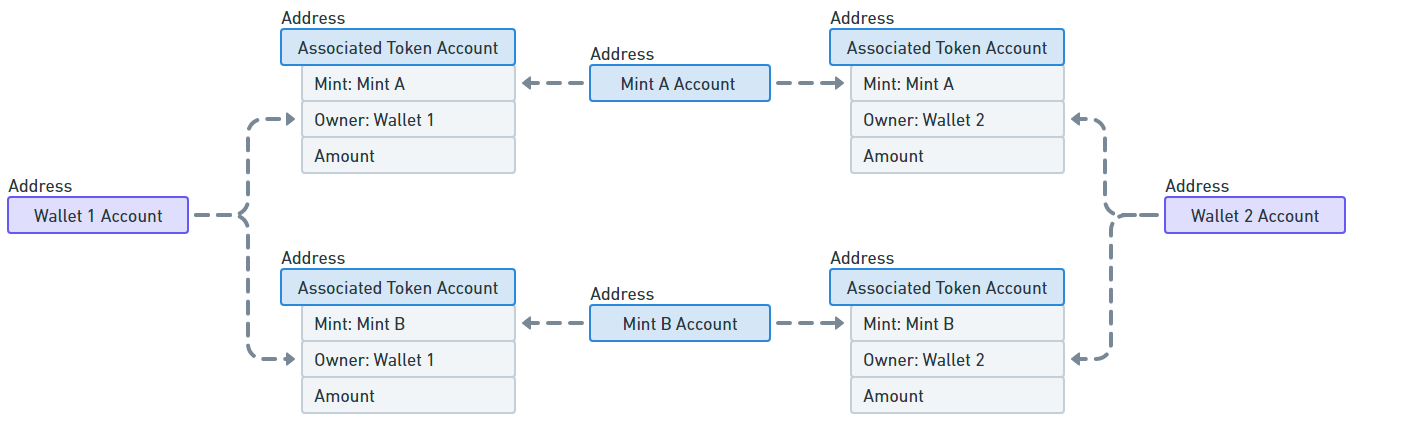 Address
Associated Token Account
Mint: Mint A
Owner: Wallet 1
Amount
Address
Mint A Account
Address
Associated Token Account
Mint: Mint A
Owner: Wallet 2
Amount
Address
Wallet 1 Account
Address
Wallet 2 Account
Address
Associated Token Account
Mint: Mint B
Owner: Wallet 1
Amount
Address
Mint B Account
Address
Associated Token Account
Mint: Mint B
Owner: Wallet 2
Amount